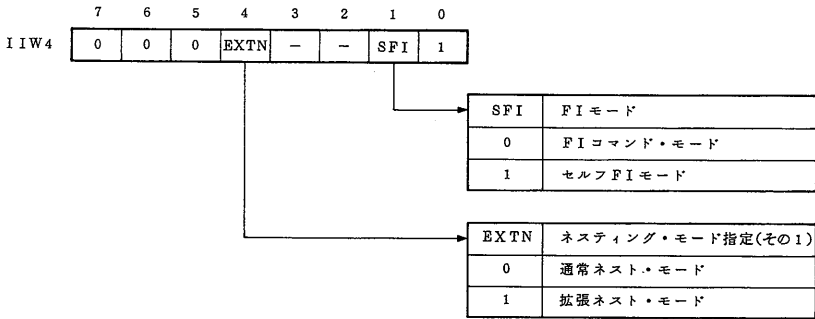 7 6 5 4 3 2 1 0
IIW4 0 0 0 EXTN － － SFI 1
SFI FIモード
0 FIコマンド・モード
1 セルフFIモード
EXTN ネスティング・モード指定(その1)
0 通常ネスト・モード
1 拡張ネスト・モード